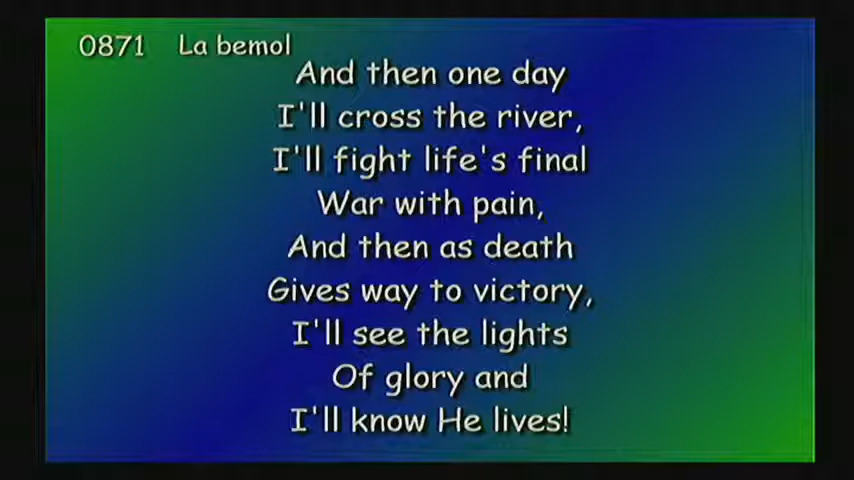 0871 La bemol
And then one day
I'll cross the river,
I'll fight life's final
War with pain,
And then as death
Gives way to victory,
I'll see the lights
Of glory and
I'll know He lives!